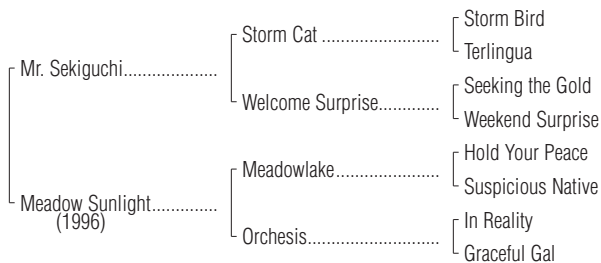 Storm Bird
Storm Cat ....................
Terlingua
Mr. Sekiguchi....................
Seeking the Gold
Welcome Surprise.............
Weekend Surprise
Hold Your Peace
Meadowlake......................
Suspicious Native
Meadow Sunlight..............
(1996)
In Reality
Orchesis............................
Graceful Gal